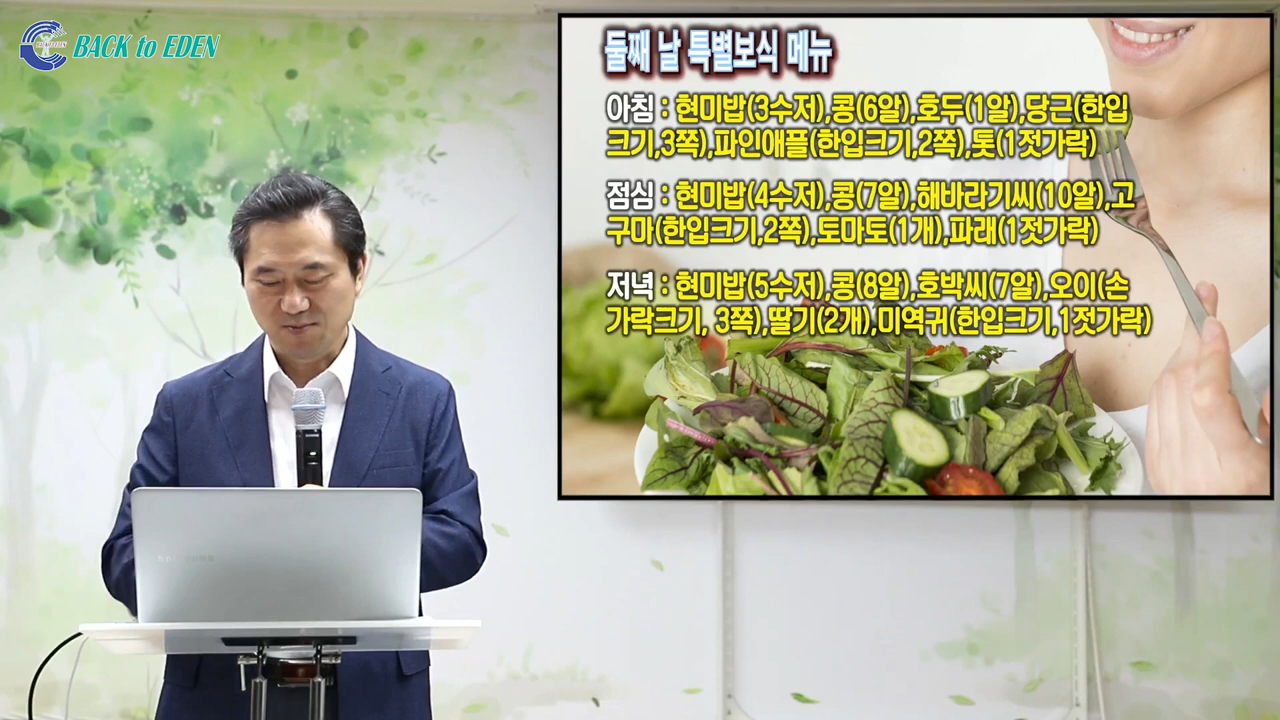 BACK to EDEN
둘째 날 특별보식 메뉴
아침 : 현미밥(3수저),콩(6알),호두(1알),당근(한입
크기,3쪽),파인애플(한입크기,2쪽),톳(1젓가락)
점심 : 현미밥(4수저),콩(7알),해바라기씨(10알),고
구마(한입크기,2쪽),토마토(1개),파래(1젓가락)
저녁 : 현미밥(5수저),콩(8알),호박씨(7알),오이(손
가락크기, 3쪽),딸기(2개),미역귀(한입크기,1젓가락)